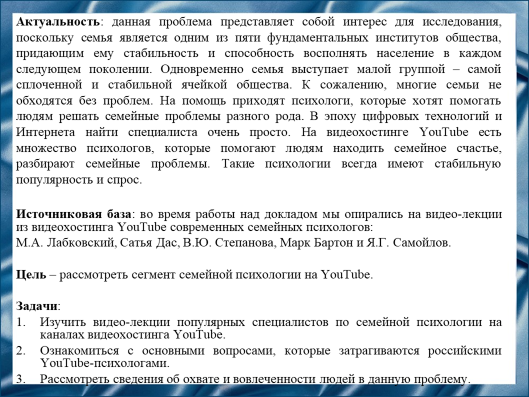 Актуальность: данная проблема представляет собой интерес для исследования,
поскольку семья является одним из пяти фундаментальных институтов общества,
придающим ему стабильность и способность восполнять население в каждом
следующем поколении. Одновременно семья выступает малой группой – самой
сплоченной и стабильной ячейкой общества. К сожалению, многие семьи не
обходятся без проблем. На помощь приходят психологи, которые хотят помогать
людям решать семейные проблемы разного рода. В эпоху цифровых технологий и
Интернета найти специалиста очень просто. На видеохостинге YouTube есть
множество психологов, которые помогают людям находить семейное счастье,
разбирают семейные проблемы. Такие психологии всегда имеют стабильную
популярность и спрос.
Источниковая база: во время работы над докладом мы опирались на видео-лекции
из видеохостинга YouTube современных семейных психологов:
М.А. Лабковский, Сатья Дас, В.Ю. Степанова, Марк Бартон и Я.Г. Самойлов.
Цель – рассмотреть сегмент семейной психологии на YouTube.
Задачи:
1. Изучить видео-лекции популярных специалистов по семейной психологии на
каналах видеохостинга YouTube.
2. Ознакомиться с основными вопросами, которые затрагиваются российскими
YouTube-психологами.
3. Рассмотреть сведения об охвате и вовлеченности людей в данную проблему.